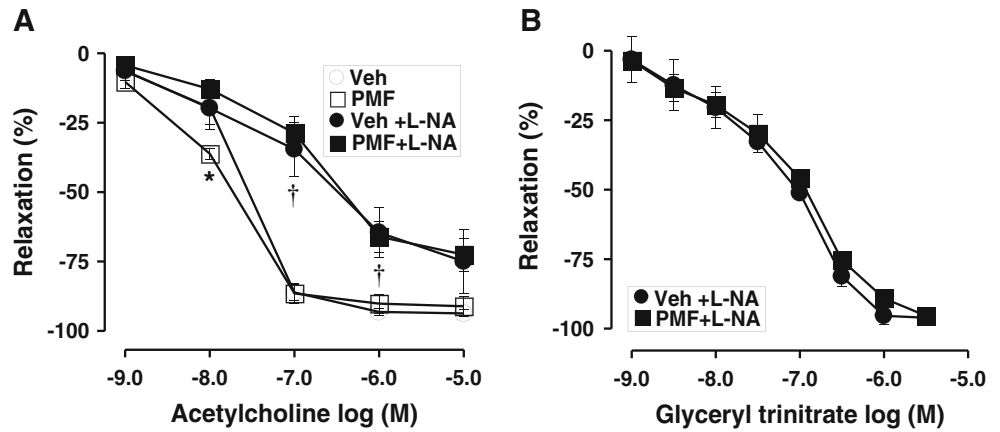 A
B
0
-25
-50
-75
-100
Relaxation (%)
Veh
PMF
Veh +L-NA
PMF+L-NA
*
†
†
-9.0 -8.0 -7.0 -6.0 -5.0
Acetylcholine log (M)
0
-25
-50
-75
-100
Relaxation (%)
Veh +L-NA
PMF+L-NA
-9.0 -8.0 -7.0 -6.0 -5.0
Glyceryl trinitrate log (M)